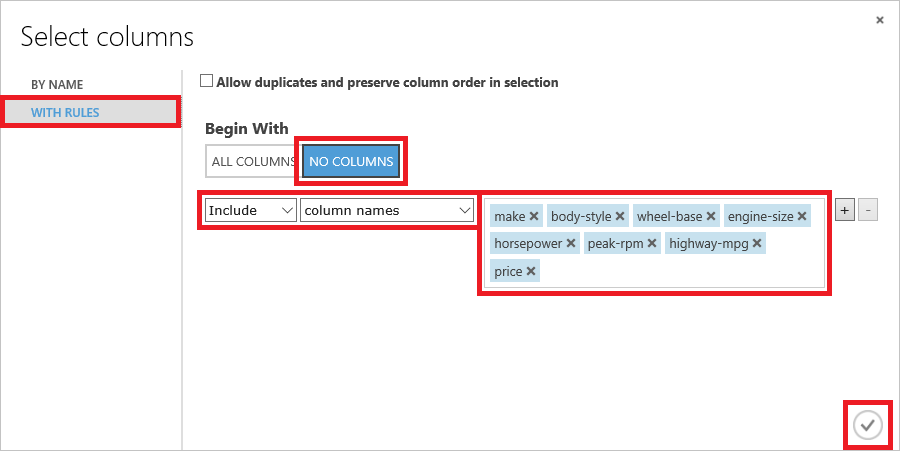 Select columns
BY NAME
WITH RULES
Allow duplicates and preserve column order in selection
Begin With
ALL COLUMNS NO COLUMNS
Include column names
make body-style wheel-base engine-size
horsepower peak-rpm highway-mpg
price
+ -